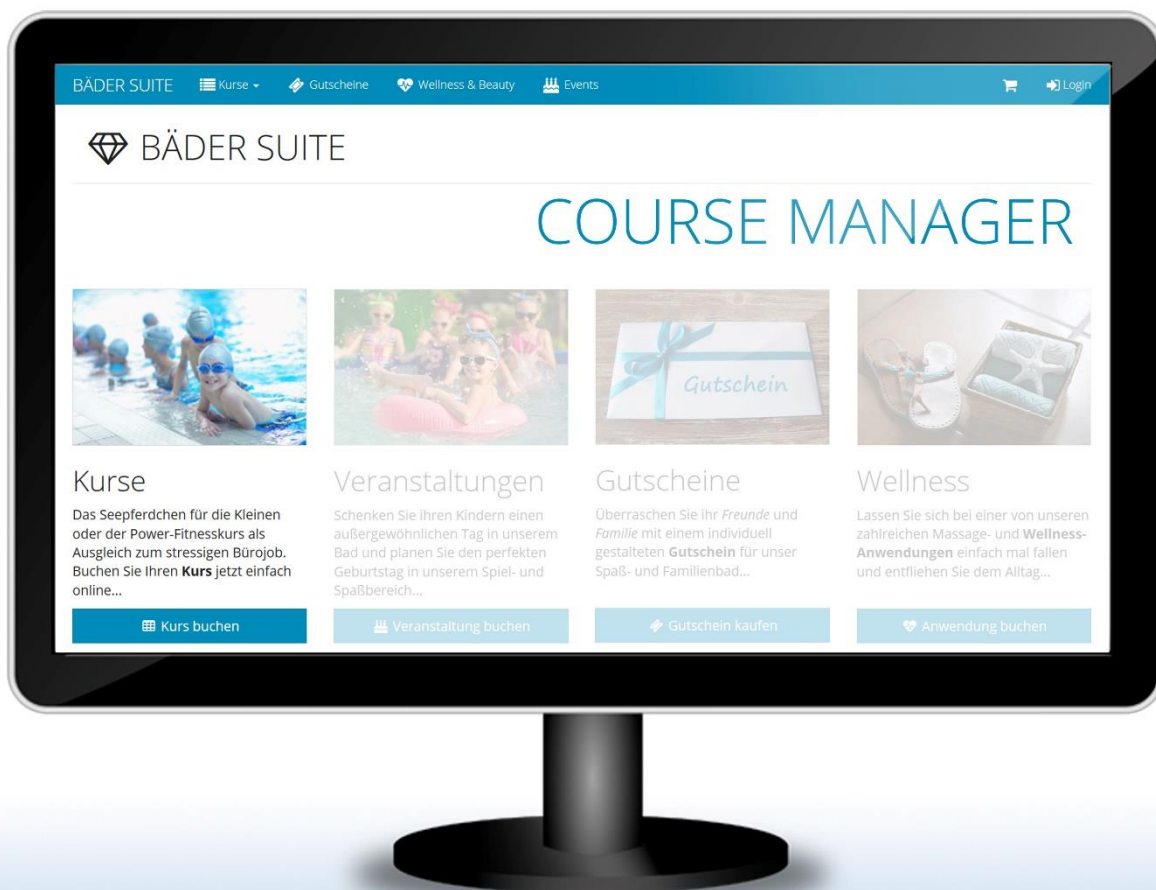 BÄDER SUITE Kurse Gutscheine Wellness & Beauty Events Login
BÄDER SUITE
COURSE MANAGER
Kurse
Das Seepferdchen für die Kleinen
oder der Power-Fitnesskurs als
Ausgleich zum stressigen Bürojob.
Buchen Sie Ihren Kurs jetzt einfach
online...
Kurs buchen
Veranstaltungen
Schenken Sie ihren Kindern einen
außergewöhnlichen Tag in unserem
Bad und planen Sie den perfekten
Geburtstag in unserem Spiel- und
Spaßbereich...
Veranstaltung buchen
Gutschein
Gutscheine
Überraschen Sie ihr Freunde und
Familie mit einem individuell
gestalteten Gutschein für unser
Spaß- und Familienbad...
Gutschein kaufen
Wellness
Lassen Sie sich bei einer von unseren
zahlreichen Massage- und Wellness-
Anwendungen einfach mal fallen
und entfliehen Sie dem Alltag...
Anwendung buchen